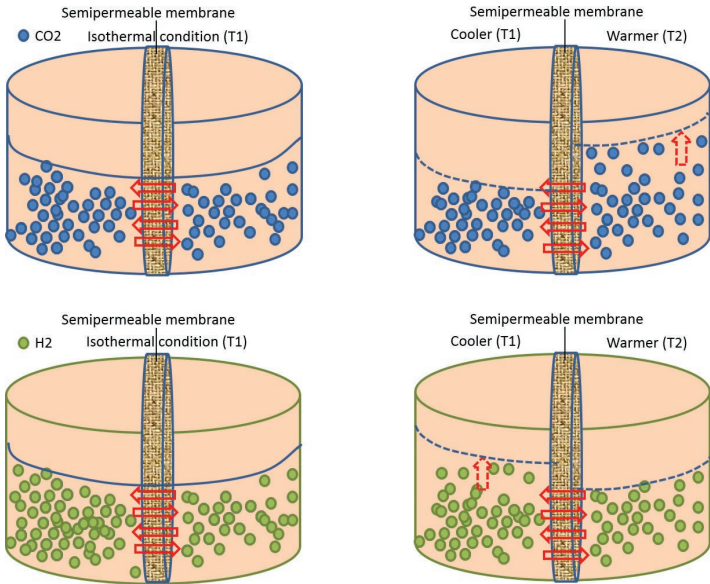 Semipermeable membrane
CO2 Isothermal condition (T1)
Semipermeable membrane
Cooler (T1) Warmer (T2)
Semipermeable membrane
H2 Isothermal condition (T1)
Semipermeable membrane
Cooler (T1) Warmer (T2)